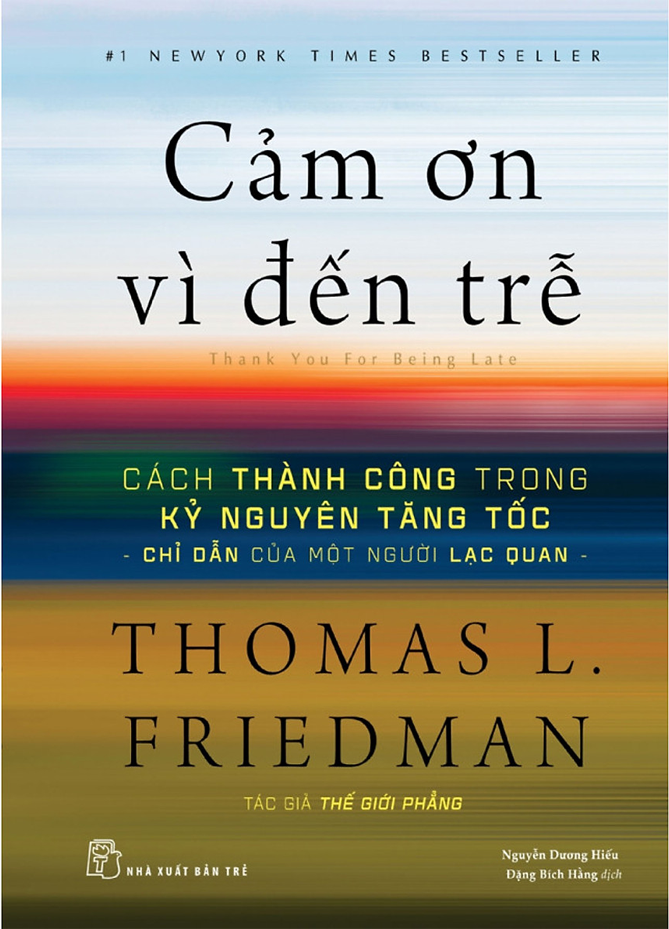 #1 NEWYORK TIMES BESTSELLER
Cảm ơn
vì đến trễ
Thank You For Being Late
CÁCH THÀNH CÔNG TRONG
KỶ NGUYÊN TĂNG TỐC
- CHỈ DẪN CỦA MỘT NGƯỜI LẠC QUAN -
THOMAS L.
FRIEDMAN
TÁC GIẢ THẾ GIỚI PHẲNG
NHÀ XUẤT BẢN TRẺ
Nguyễn Dương Hiếu
Đặng Bích Hằng dịch